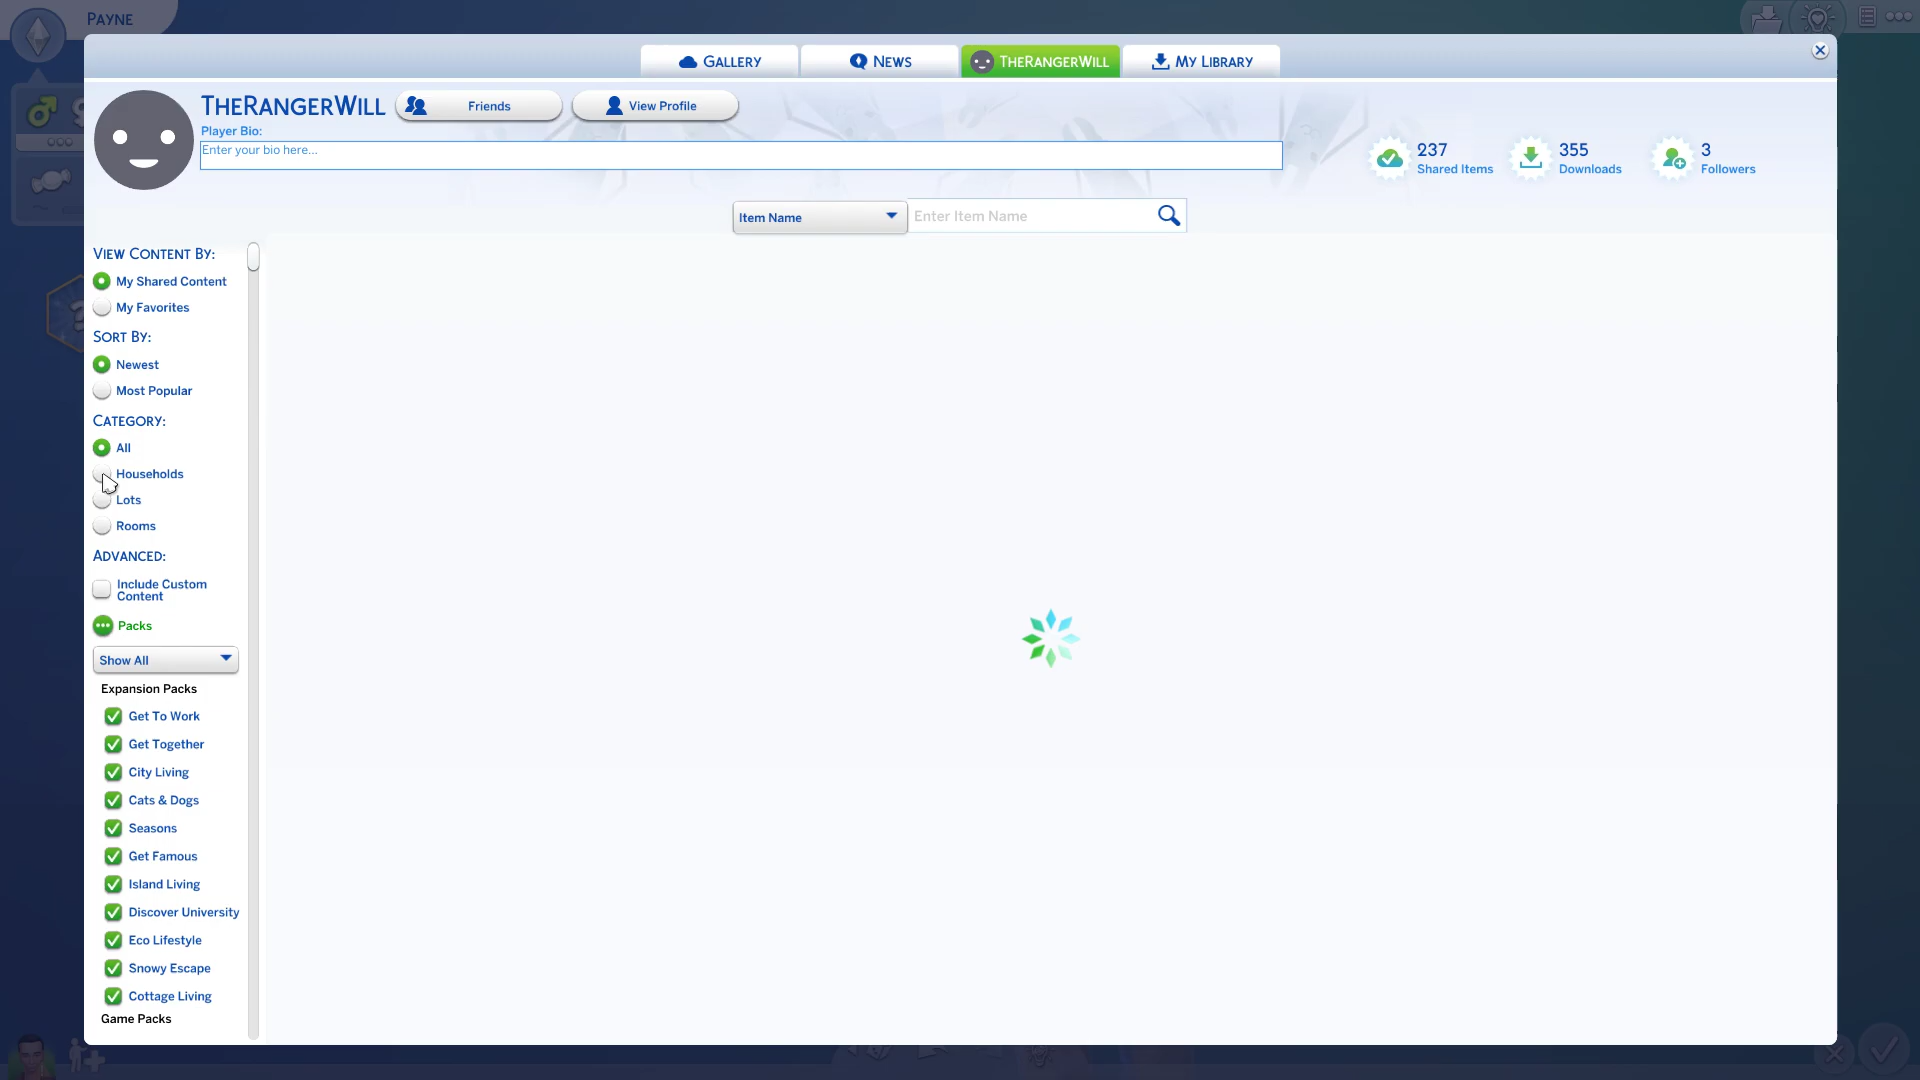 PAYNE
GALLERY
NEWS
THERANGERWILL
MY LIBRARY
THERANGERWILL
Friends
View Profile
Player Bio:
Enter your bio here...
237
Shared Items
355
Downloads
3
Followers
Item Name
Enter Item Name
VIEW CONTENT BY:
My Shared Content
My Favorites
SORT BY:
Newest
Most Popular
CATEGORY:
All
Households
Lots
Rooms
ADVANCED:
Include Custom
Content
Packs
Show All
Expansion Packs
Get To Work
Get Together
City Living
Cats & Dogs
Seasons
Get Famous
Island Living
Discover University
Eco Lifestyle
Snowy Escape
Cottage Living
Game Packs